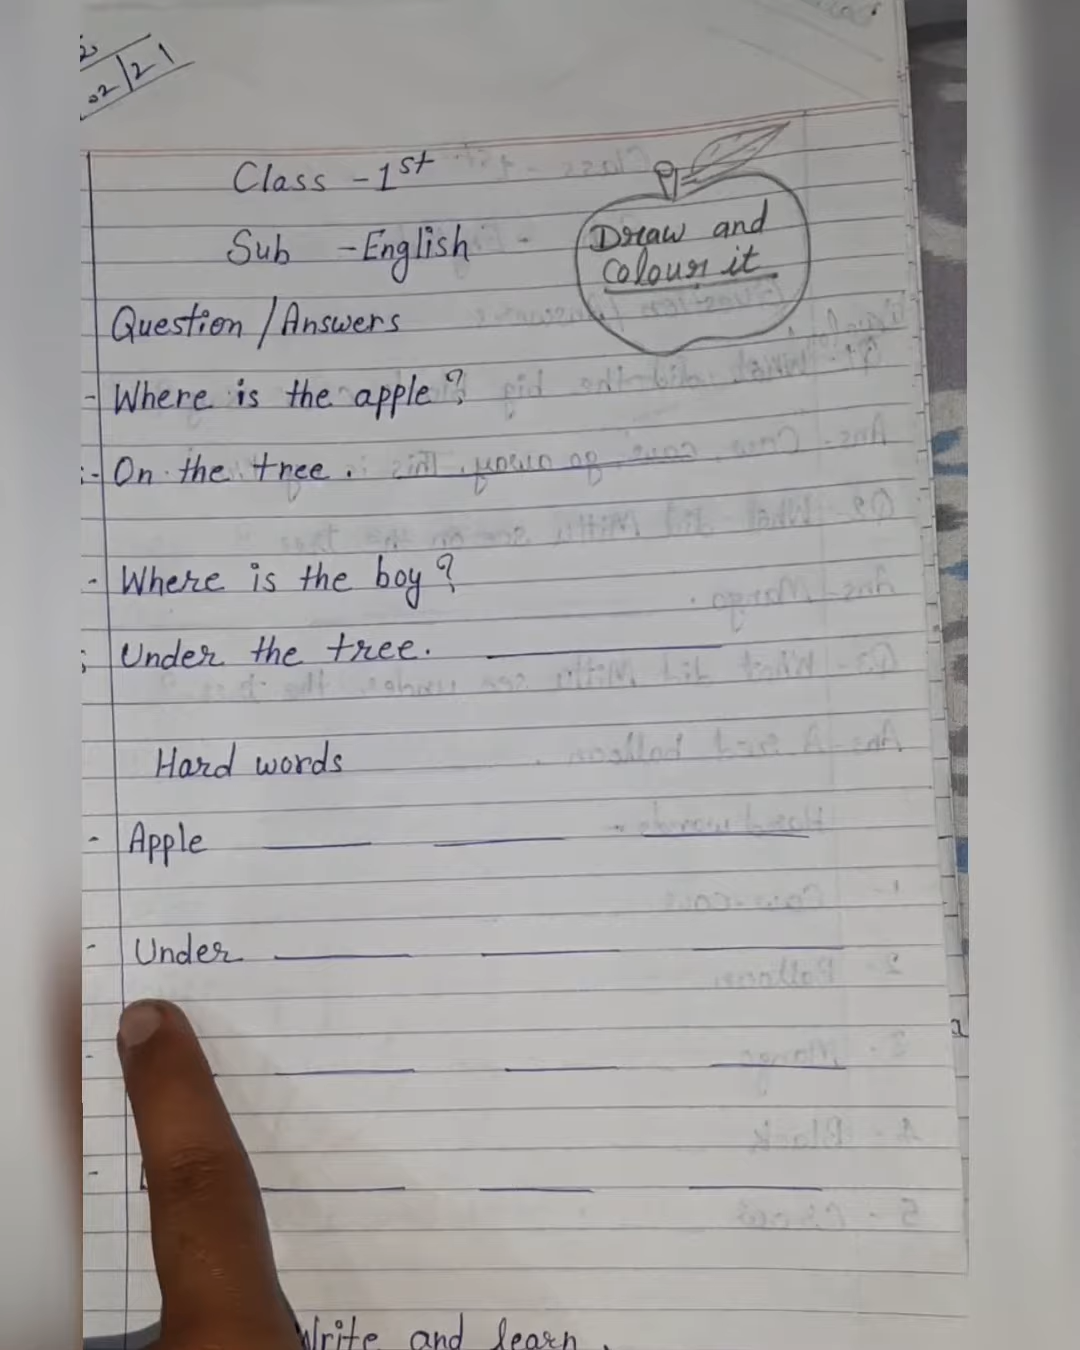 02/21
Class - 1st
Sub - English
Draw and
colour it
Question / Answers
- Where is the apple?
:- On the tree.
- Where is the boy?
: Under the tree.
Hard words
- Apple
- Under
-
-
Write and learn.